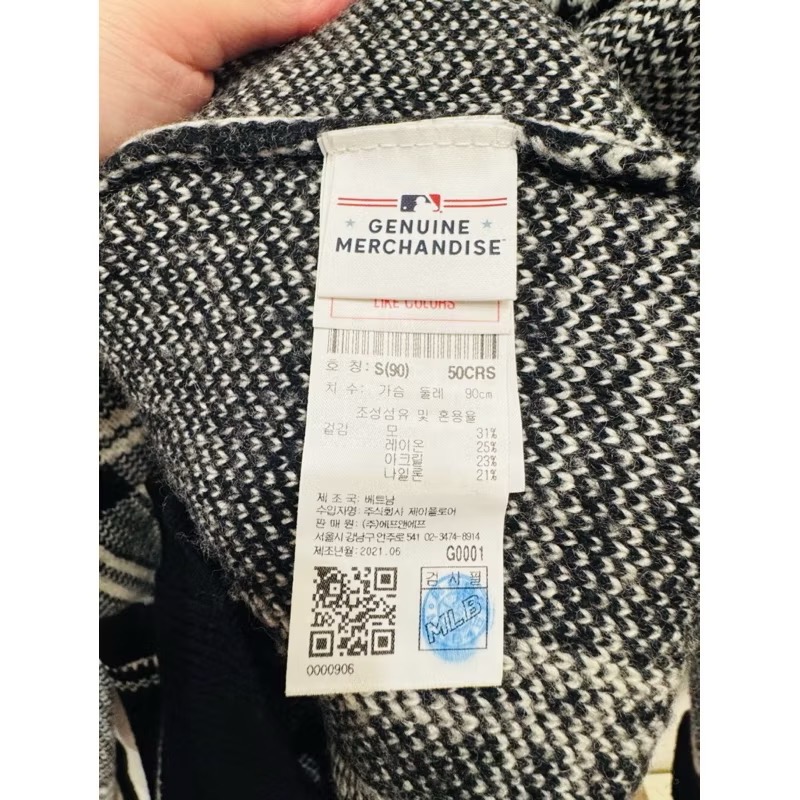 GENUINE
MERCHANDISE™
LIKE COLORS
호 칭: S(90) 50CRS
치 수: 가슴 둘레 90cm
조성섬유 및 혼용율
겉감 모 31%
레이온 25%
아크릴 23%
나일론 21%
제 조 국: 베트남
수입자명: 주식회사 제이플로어
판 매 원: (주)에프앤에프
서울시 강남구 언주로 541 02-3474-8914
제조년월: 2021.06 G0001
검 사 필
MLB
0000906